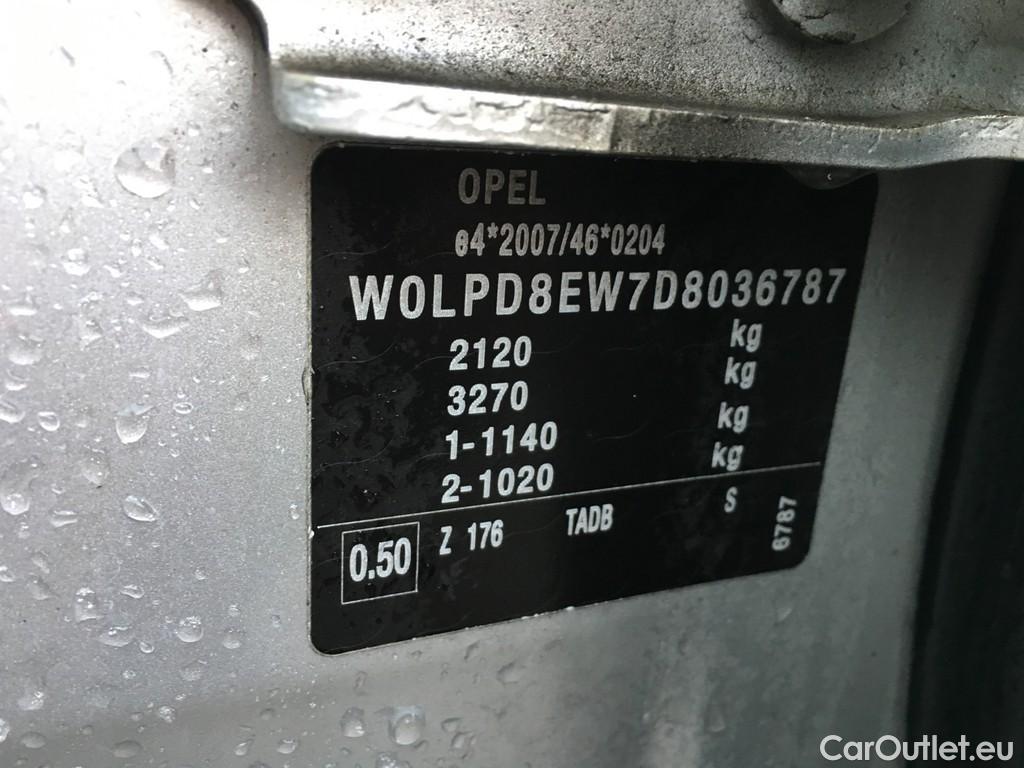 OPEL
e4*2007/46*0204
W0LPD8EW7D8036787
2120 kg
3270 kg
1-1140 kg
2-1020 kg
0.50 Z 176 TADB S 6787
CarOutlet.eu